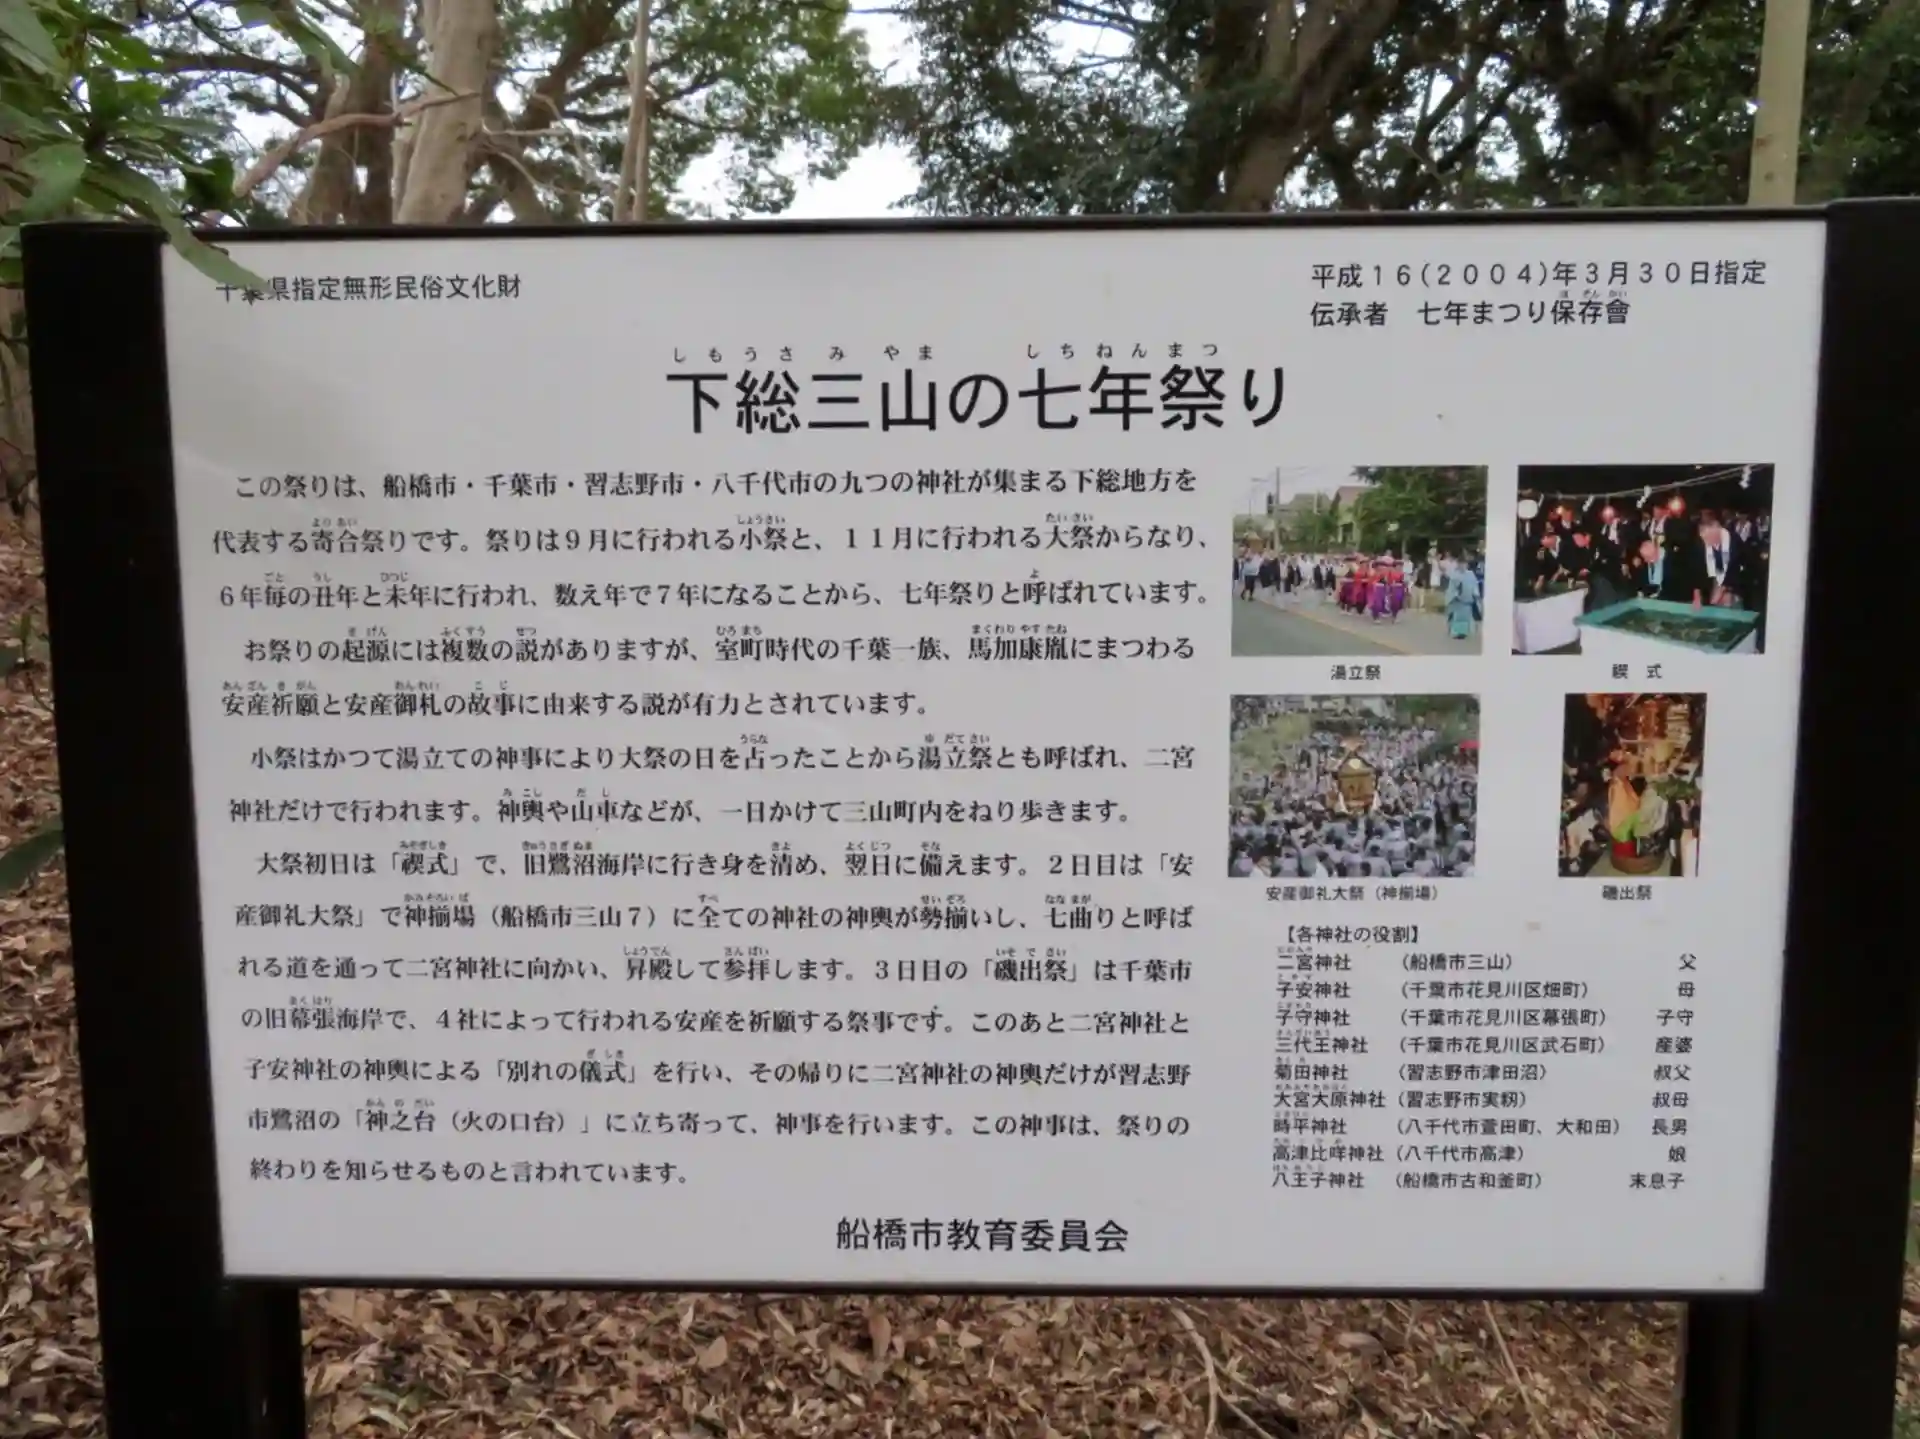 千葉県指定無形民俗文化財
平成16(2004)年3月30日指定
伝承者　七年まつり保存會
下総三山の七年祭り
この祭りは、船橋市・千葉市・習志野市・八千代市の九つの神社が集まる下総地方を
代表する寄合祭りです。祭りは9月に行われる小祭と、11月に行われる大祭からなり、
6年毎の丑年と未年に行われ、数え年で7年になることから、七年祭りと呼ばれています。
お祭りの起源には複数の説がありますが、室町時代の千葉一族、馬加康胤にまつわる
安産祈願と安産御礼の故事に由来する説が有力とされています。
小祭はかつて湯立ての神事により大祭の日を占ったことから湯立祭とも呼ばれ、二宮
神社だけで行われます。神輿や山車などが、一日かけて三山町内をねり歩きます。
大祭初日は「禊式」で、旧鷺沼海岸に行き身を清め、翌日に備えます。2日目は「安
産御礼大祭」で神揃場（船橋市三山7）に全ての神社の神輿が勢揃いし、七曲りと呼ば
れる道を通って二宮神社に向かい、昇殿して参拝します。3日目の「磯出祭」は千葉市
の旧幕張海岸で、4社によって行われる安産を祈願する祭事です。このあと二宮神社と
子安神社の神輿による「別れの儀式」を行い、その帰りに二宮神社の神輿だけが習志野
市鷺沼の「神之台（火の口台）」に立ち寄って、神事を行います。この神事は、祭りの
終わりを知らせるものと言われています。
湯立祭
禊　式
安産御礼大祭（神揃場）
磯出祭
【各神社の役割】
二宮神社　（船橋市三山）　父
子安神社　（千葉市花見川区畑町）　母
子守神社　（千葉市花見川区幕張町）　子守
三代王神社　（千葉市花見川区武石町）　産婆
菊田神社　（習志野市津田沼）　叔父
大宮大原神社（習志野市実籾）　叔母
時平神社　（八千代市萱田町、大和田）　長男
高津比咩神社（八千代市高津）　娘
八王子神社　（船橋市古和釜町）　末息子
船橋市教育委員会